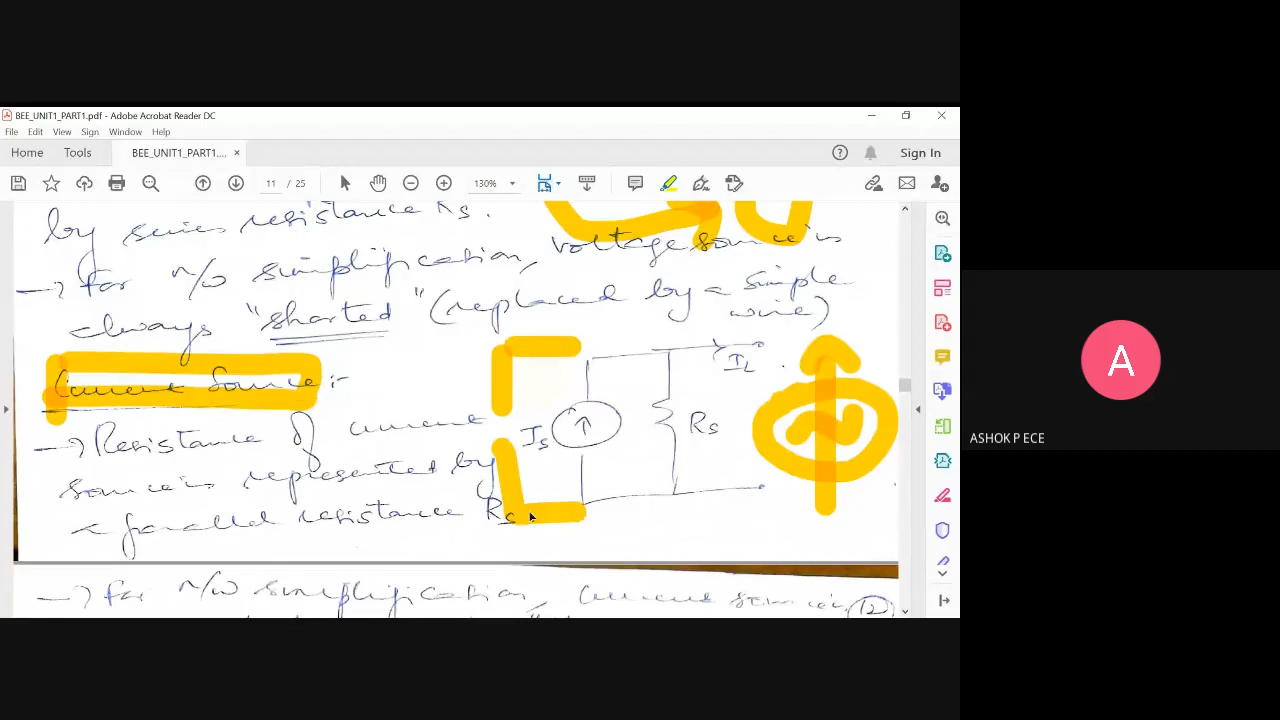 BEE_UNIT1_PART1.pdf - Adobe Acrobat Reader DC
File Edit View Window Sign Help
Home Tools BEE_UNIT1_PART1.... × Sign In
11 / 25 130%
by series resistance Rs.
→ For n/w simplification, voltage source is
always "shorted" (replaced by a simple
wire)
Current Source :-
→ Resistance of current
source is represented by
a parallel resistance Rs
Is Rs IL
→ For n/w simplification, current source is 12
A
ASHOK P ECE